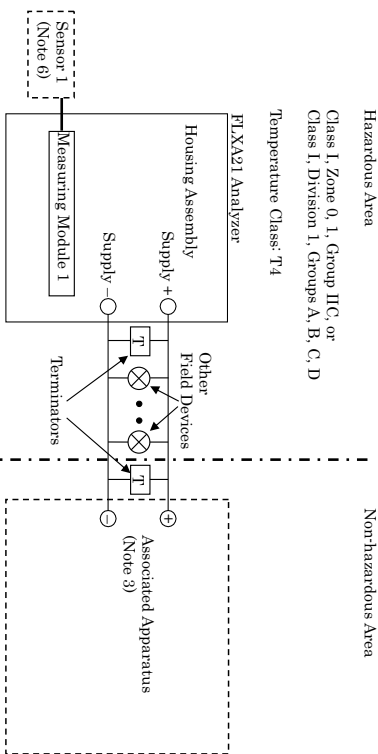 Hazardous Area
Non-hazardous Area
Class I, Zone 0, 1, Group IIC, or
Class I, Division 1, Groups A, B, C, D
Temperature Class: T4
FLXA21 Analyzer
Housing Assembly
Supply +
Supply –
Measuring Module 1
Sensor 1
(Note 6)
Other
Field Devices
T
T
Terminators
+
–
Associated Apparatus
(Note 3)